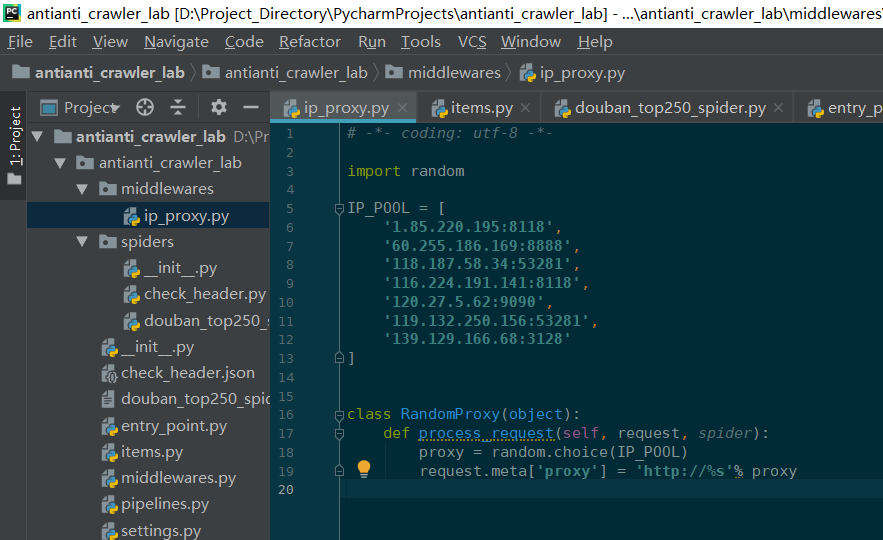 antianti_crawler_lab [D:\Project_Directory\PycharmProjects\antianti_crawler_lab] - ...\antianti_crawler_lab\middlewares\
File Edit View Navigate Code Refactor Run Tools VCS Window Help
antianti_crawler_lab antianti_crawler_lab middlewares ip_proxy.py
1: Project
Project
ip_proxy.py items.py douban_top250_spider.py entry_p
antianti_crawler_lab D:\Pr
antianti_crawler_lab
middlewares
ip_proxy.py
spiders
__init__.py
check_header.py
douban_top250_s
__init__.py
check_header.json
douban_top250_spid
entry_point.py
items.py
middlewares.py
pipelines.py
settings.py
1 # -*- coding: utf-8 -*-
2
3 import random
4
5 IP_POOL = [
6 '1.85.220.195:8118',
7 '60.255.186.169:8888',
8 '118.187.58.34:53281',
9 '116.224.191.141:8118',
10 '120.27.5.62:9090',
11 '119.132.250.156:53281',
12 '139.129.166.68:3128'
13 ]
14
15
16 class RandomProxy(object):
17 def process_request(self, request, spider):
18 proxy = random.choice(IP_POOL)
19 request.meta['proxy'] = 'http://%s'% proxy
20